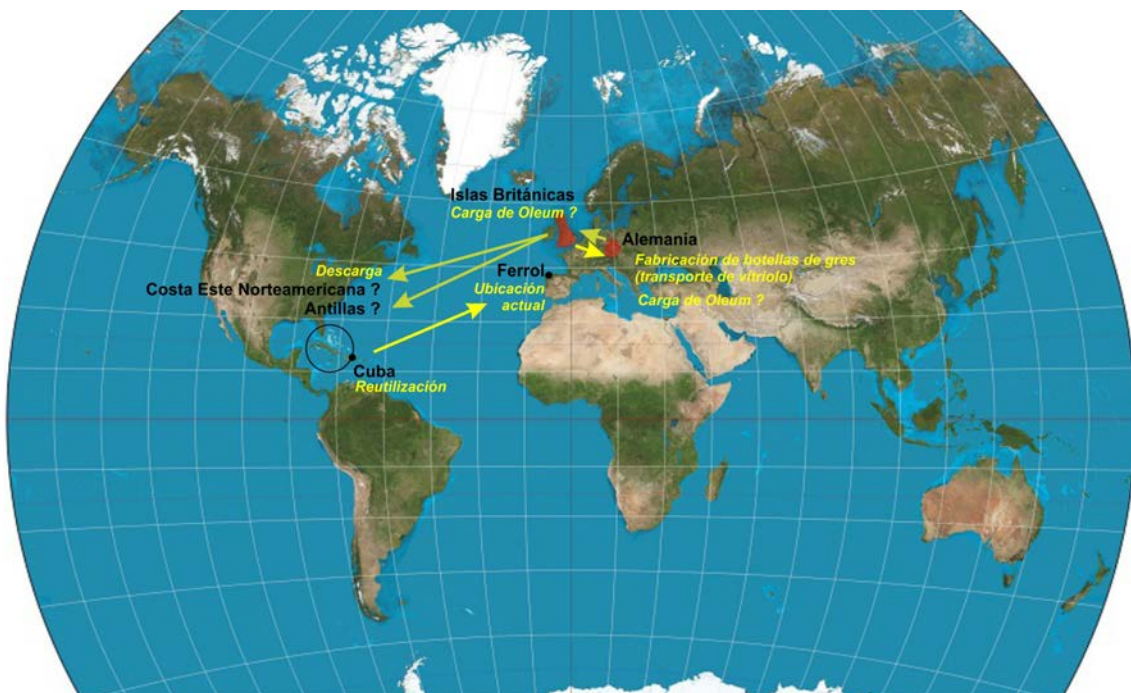 Islas Británicas
Carga de Oleum ?
Alemania
Fabricación de botellas de gres
(transporte de vitriolo)
Carga de Oleum ?
Descarga
Costa Este Norteamericana ?
Antillas ?
Ferrol
Ubicación
actual
Cuba
Reutilización